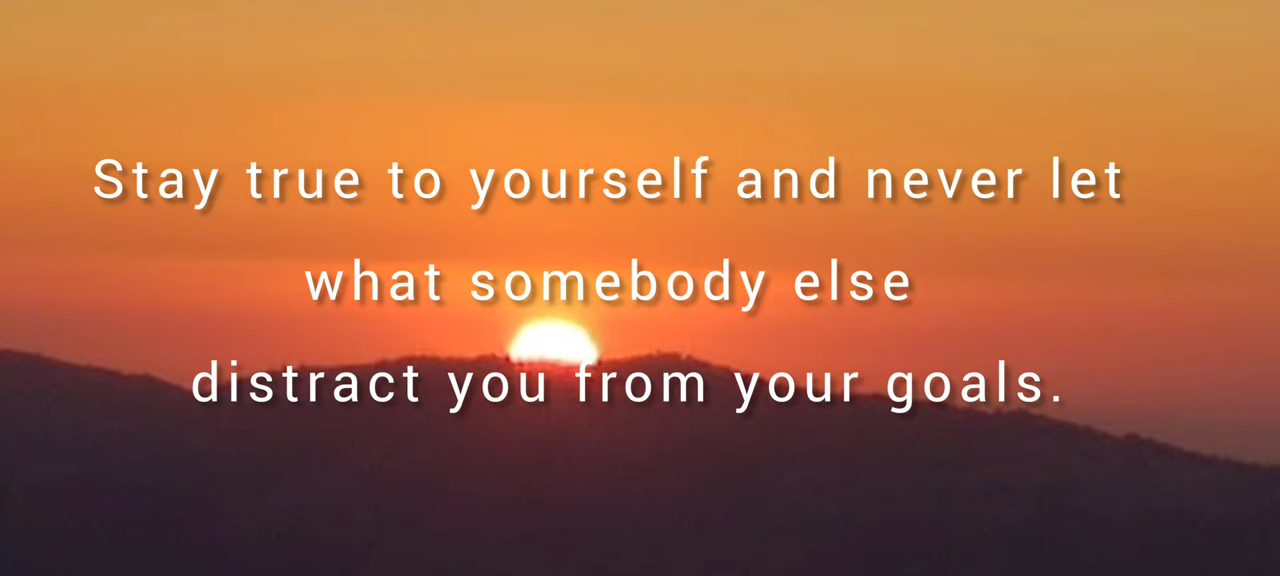 Stay true to yourself and never let
what somebody else
distract you from your goals.